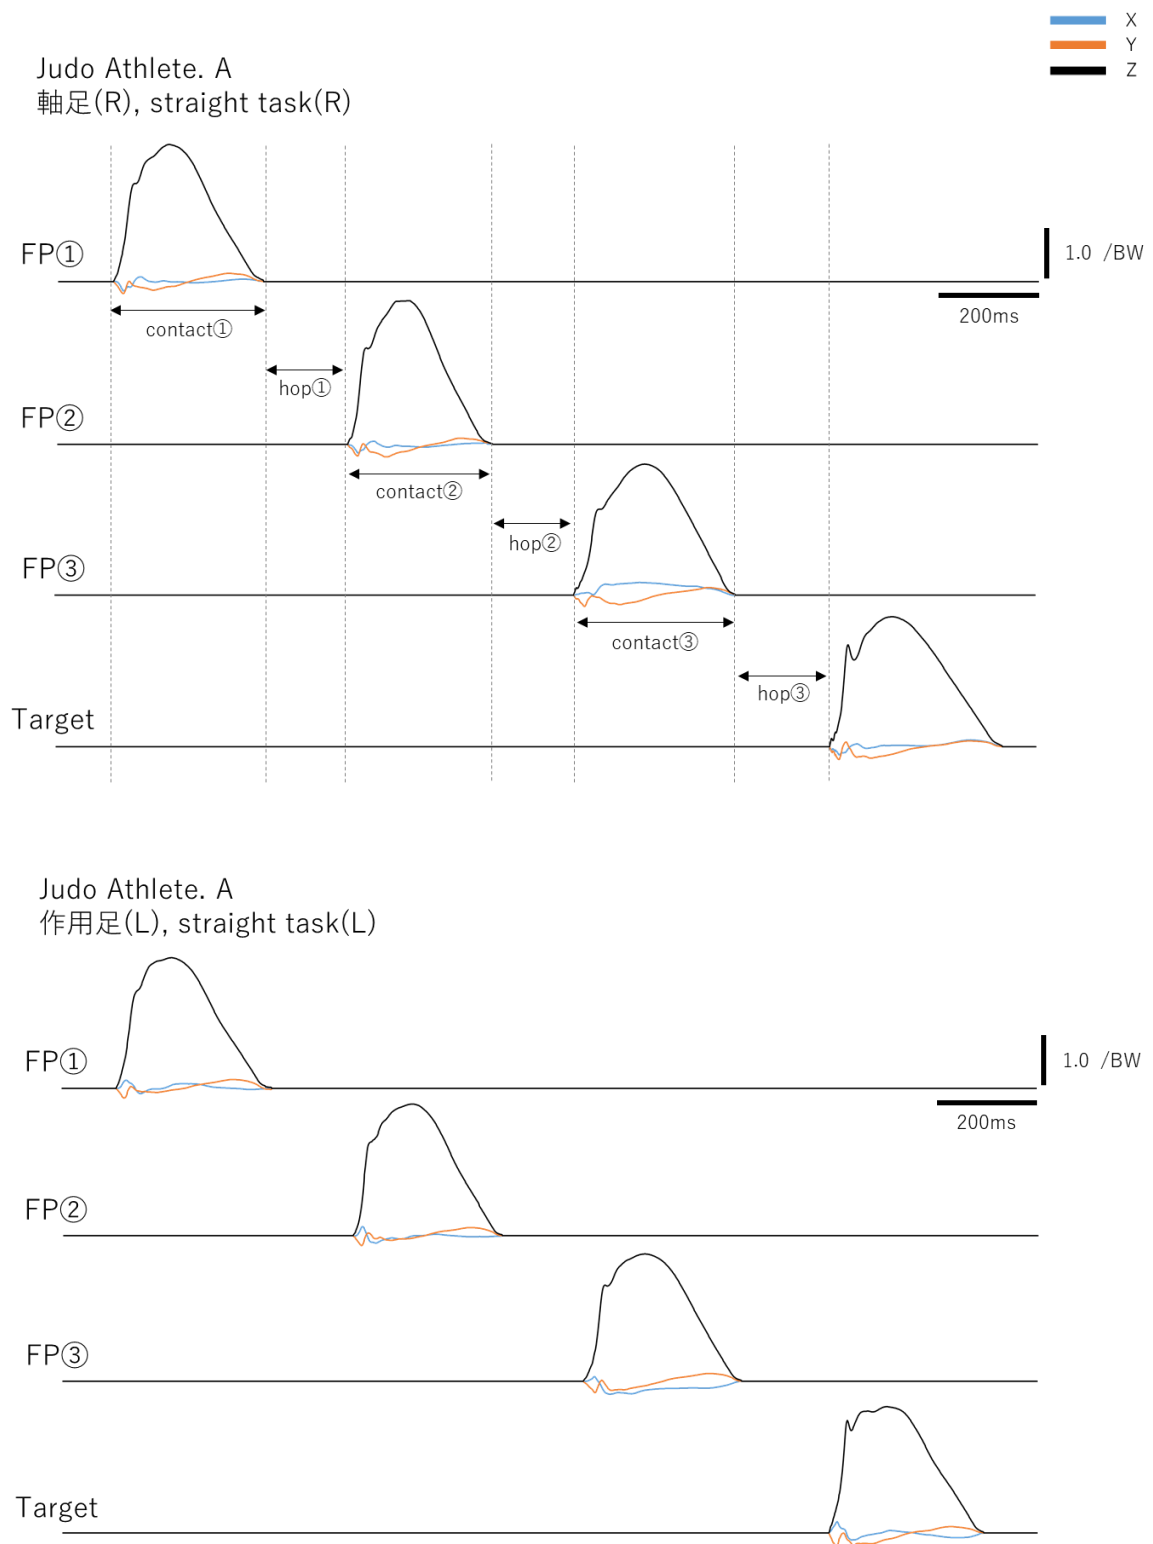 X
Y
Z
Judo Athlete. A
軸足(R), straight task(R)
FP①
1.0 /BW
200ms
contact①
hop①
FP②
contact②
hop②
FP③
contact③
hop③
Target
Judo Athlete. A
作用足(L), straight task(L)
FP①
1.0 /BW
200ms
FP②
FP③
Target